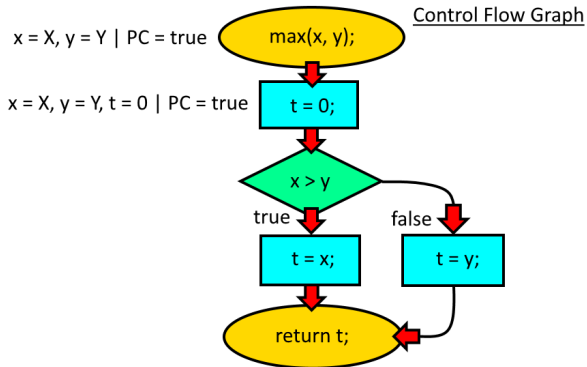 Control Flow Graph
x = X, y = Y | PC = true
max(x, y);
x = X, y = Y, t = 0 | PC = true
t = 0;
x > y
true
false
t = x;
t = y;
return t;